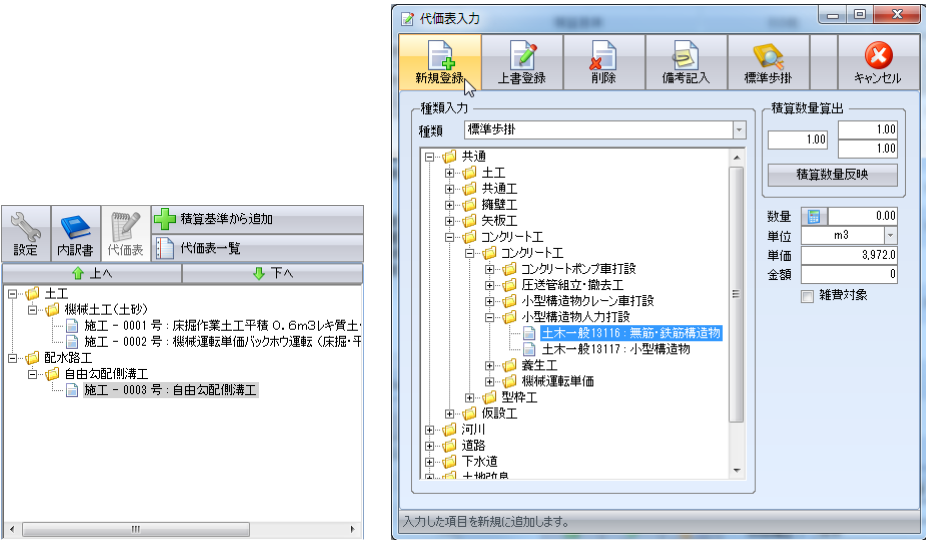 設定
内訳書
代価表
積算基準から追加
代価表一覧
上へ
下へ
土工
機械土工(土砂)
施工 - 0001 号 : 床掘作業土工平積 0.6m3レキ質土・
施工 - 0002 号 : 機械運転単価バックホウ運転 (床掘・平
配水路工
自由勾配側溝工
施工 - 0003 号 : 自由勾配側溝工
代価表入力
新規登録
上書登録
削除
備考記入
標準歩掛
キャンセル
種類入力
種類
標準歩掛
共通
土工
共通工
擁壁工
矢板工
コンクリート工
コンクリート工
コンクリートポンプ車打設
圧送管組立・撤去工
小型構造物クレーン車打設
小型構造物人力打設
土木一般13116 : 無筋・鉄筋構造物
土木一般13117 : 小型構造物
養生工
機械運転単価
型枠工
仮設工
河川
道路
下水道
土地改良
積算数量算出
1.00
1.00
1.00
積算数量反映
数量
0.00
単位
m3
単価
3,972.0
金額
0
雑費対象
入力した項目を新規に追加します。